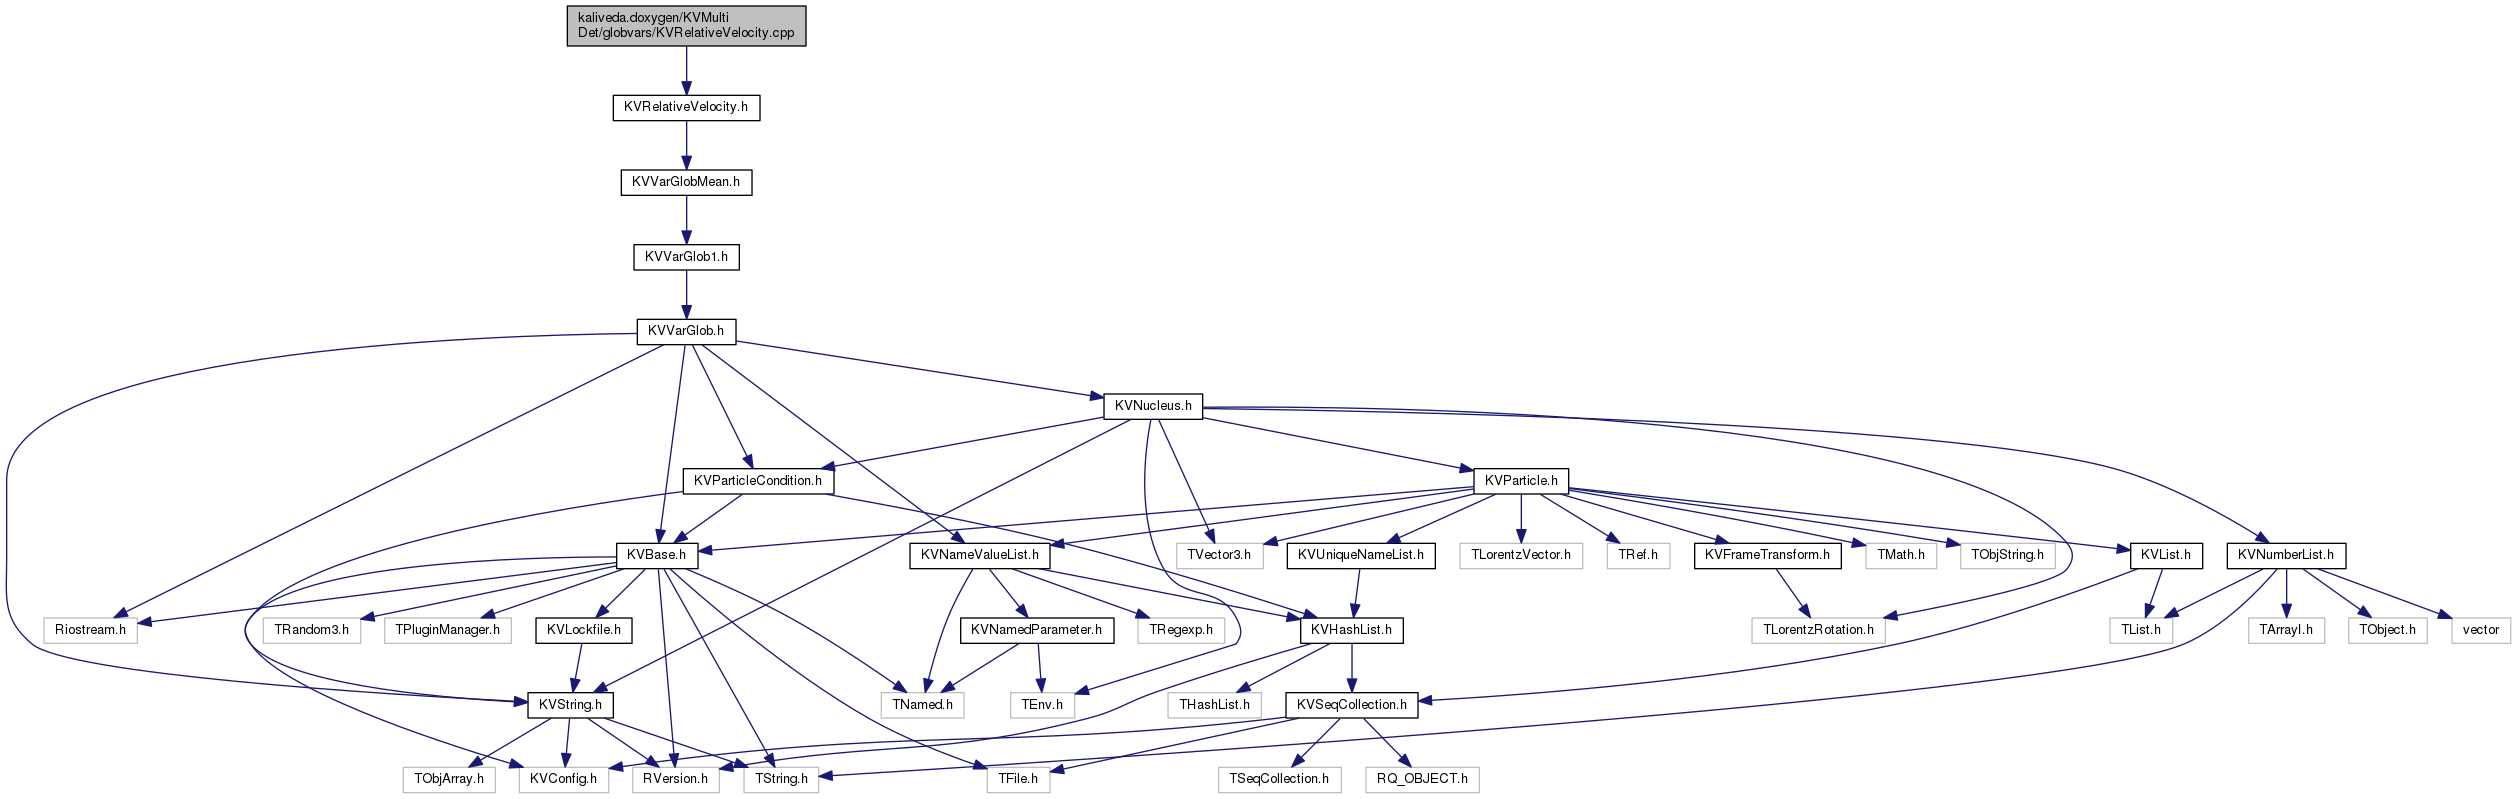 kaliveda.doxygen/KVMulti
Det/globvars/KVRelativeVelocity.cpp
KVRelativeVelocity.h
KVVarGlobMean.h
KVVarGlob1.h
KVVarGlob.h
KVNucleus.h
KVParticleCondition.h
KVParticle.h
KVBase.h
KVNameValueList.h
TVector3.h
KVUniqueNameList.h
TLorentzVector.h
TRef.h
KVFrameTransform.h
TMath.h
TObjString.h
KVList.h
KVNumberList.h
Riostream.h
TRandom3.h
TPluginManager.h
KVLockfile.h
KVNamedParameter.h
TRegexp.h
KVHashList.h
TLorentzRotation.h
TList.h
TArrayI.h
TObject.h
vector
KVString.h
TNamed.h
TEnv.h
THashList.h
KVSeqCollection.h
TObjArray.h
KVConfig.h
RVersion.h
TString.h
TFile.h
TSeqCollection.h
RQ_OBJECT.h